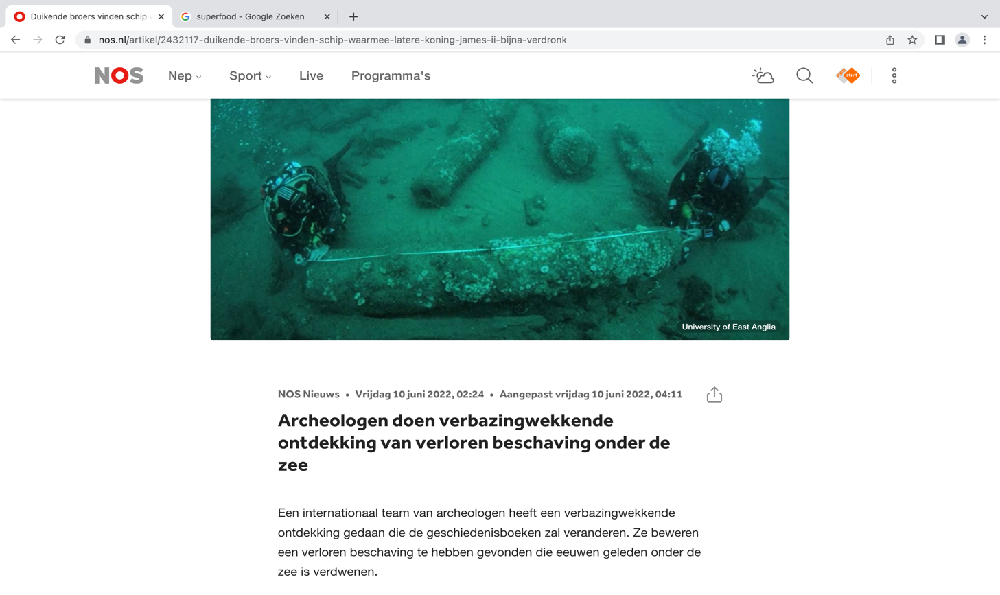 Duikende broers vinden schip
superfood - Google Zoeken
nos.nl/artikel/2432117-duikende-broers-vinden-schip-waarmee-latere-koning-james-ii-bijna-verdronk
NOS
Nep
Sport
Live
Programma's
npo start
University of East Anglia
NOS Nieuws • Vrijdag 10 juni 2022, 02:24 • Aangepast vrijdag 10 juni 2022, 04:11
Archeologen doen verbazingwekkende
ontdekking van verloren beschaving onder de
zee
Een internationaal team van archeologen heeft een verbazingwekkende
ontdekking gedaan die de geschiedenisboeken zal veranderen. Ze beweren
een verloren beschaving te hebben gevonden die eeuwen geleden onder de
zee is verdwenen.